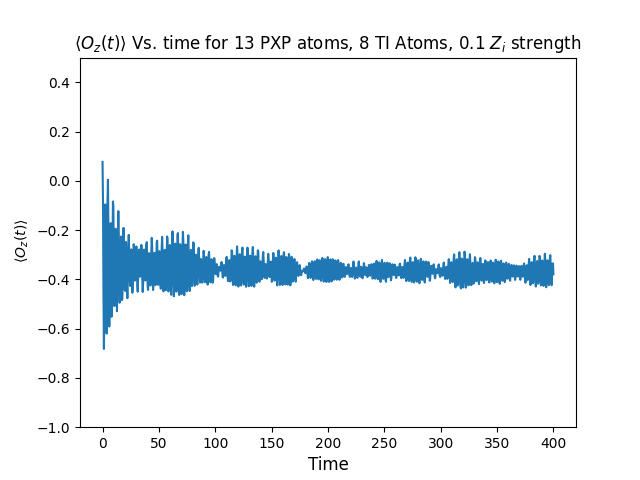 ⟨O_z(t)⟩ Vs. time for 13 PXP atoms, 8 TI Atoms, 0.1 Z_i strength
⟨O_z(t)⟩
0.4
0.2
0.0
−0.2
−0.4
−0.6
−0.8
−1.0
0 50 100 150 200 250 300 350 400
Time